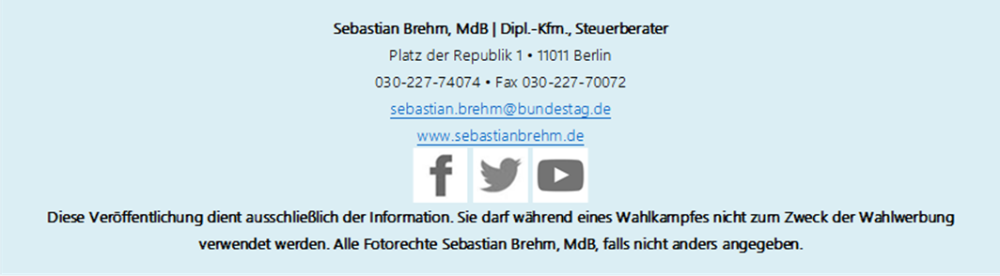 Sebastian Brehm, MdB | Dipl.-Kfm., Steuerberater
Platz der Republik 1 • 11011 Berlin
030-227-74074 • Fax 030-227-70072
sebastian.brehm@bundestag.de
www.sebastianbrehm.de
Diese Veröffentlichung dient ausschließlich der Information. Sie darf während eines Wahlkampfes nicht zum Zweck der Wahlwerbung
verwendet werden. Alle Fotorechte Sebastian Brehm, MdB, falls nicht anders angegeben.